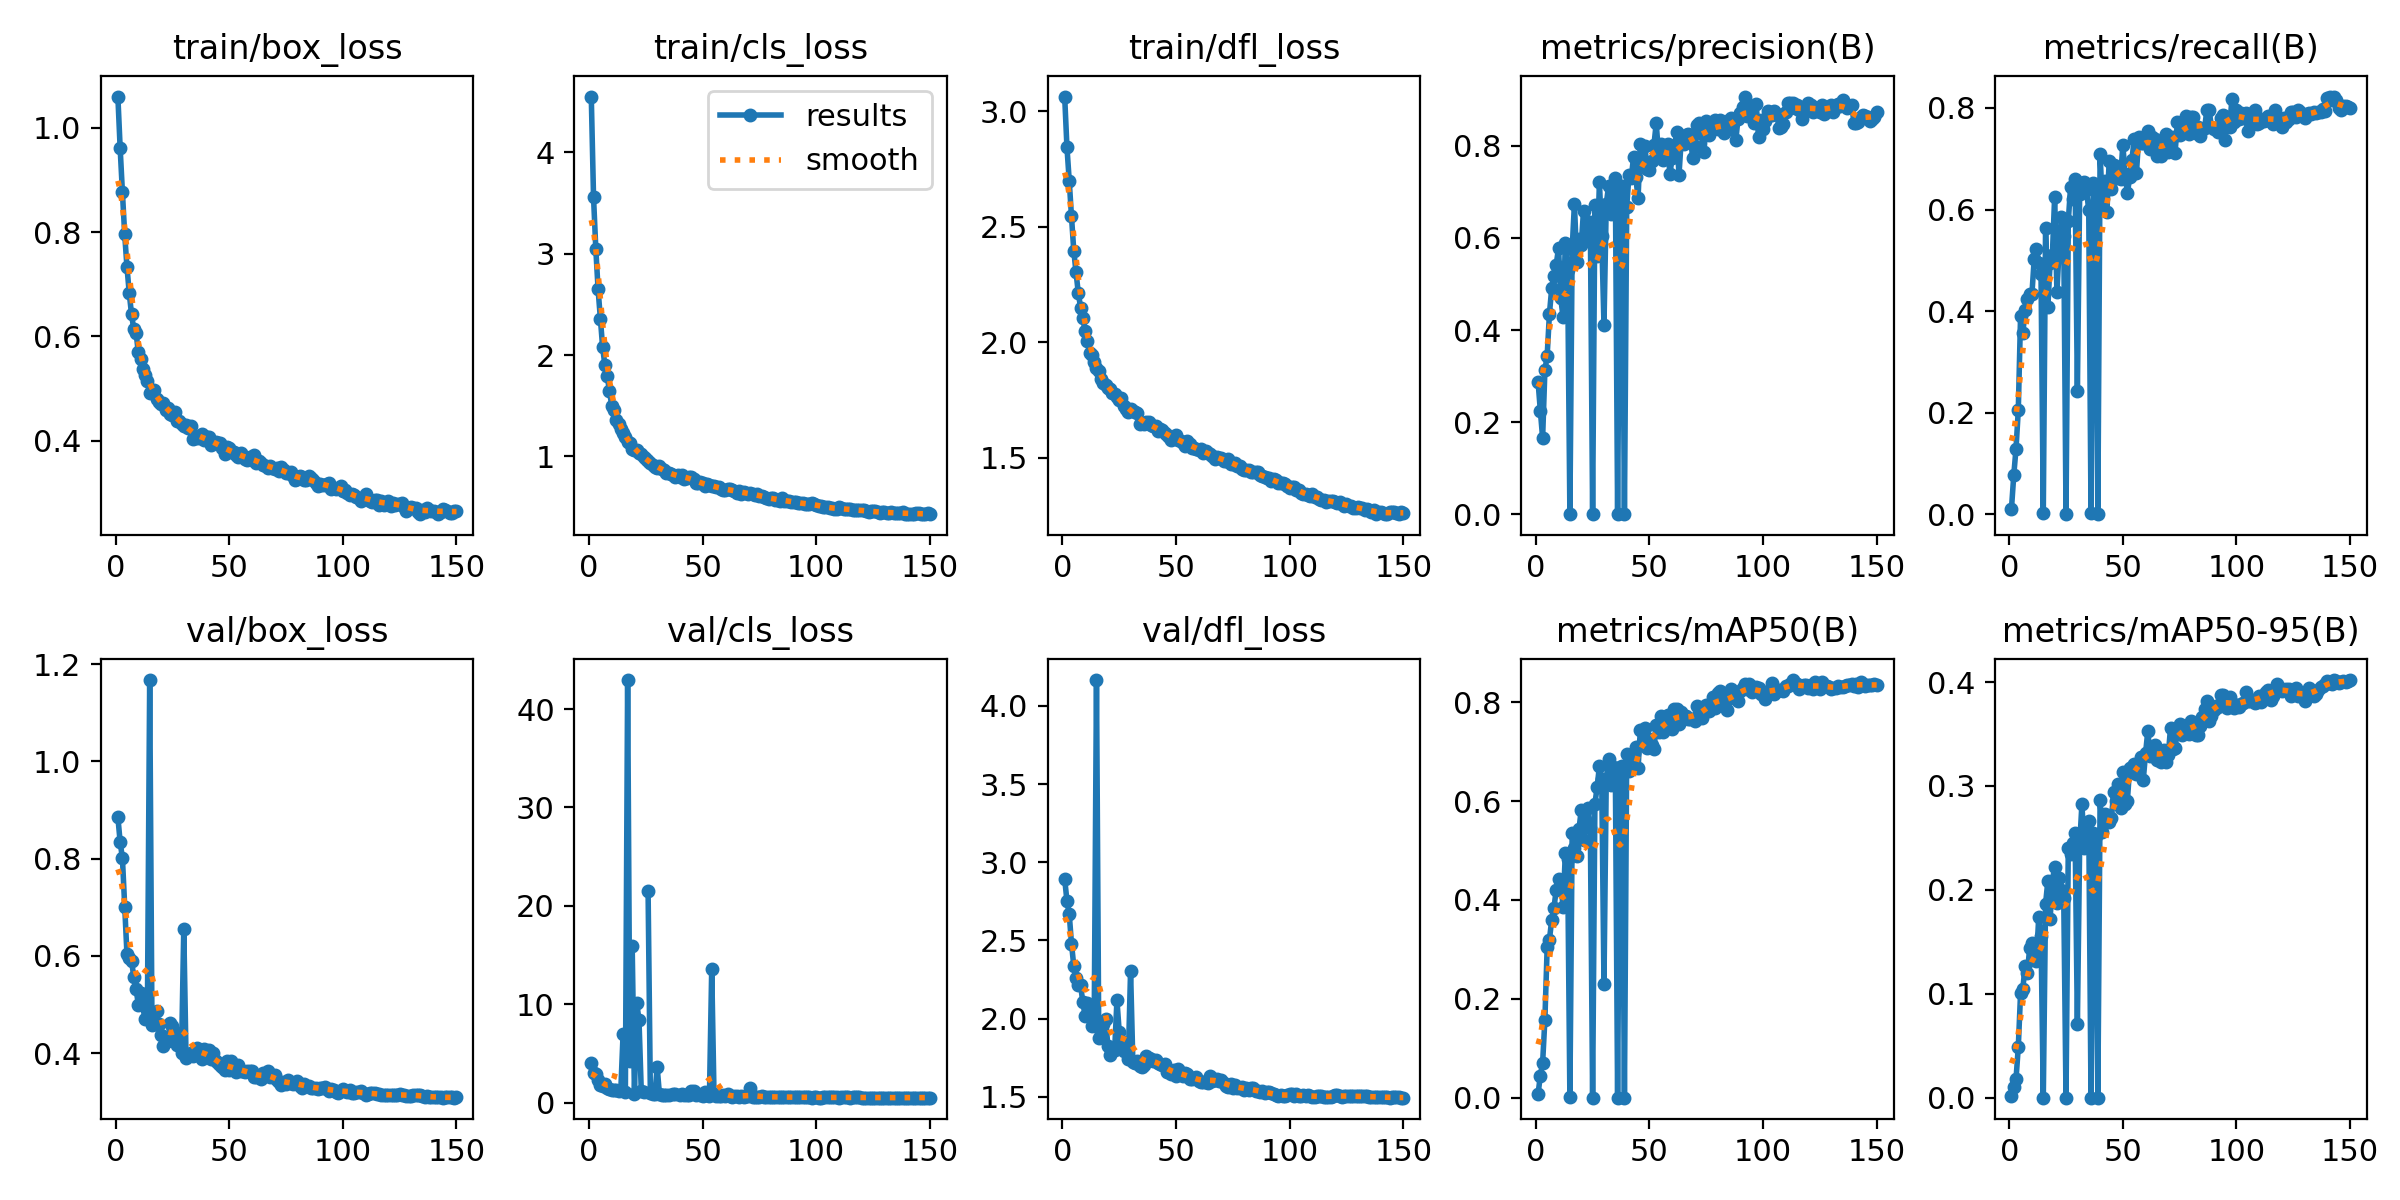 train/box_loss
train/cls_loss
train/dfl_loss
metrics/precision(B)
metrics/recall(B)
results
smooth
1.0
0.8
0.6
0.4
0 50 100 150
4
3
2
1
0 50 100 150
3.0
2.5
2.0
1.5
0 50 100 150
0.8
0.6
0.4
0.2
0.0
0 50 100 150
0.8
0.6
0.4
0.2
0.0
0 50 100 150
val/box_loss
val/cls_loss
val/dfl_loss
metrics/mAP50(B)
metrics/mAP50-95(B)
1.2
1.0
0.8
0.6
0.4
0 50 100 150
40
30
20
10
0
0 50 100 150
4.0
3.5
3.0
2.5
2.0
1.5
0 50 100 150
0.8
0.6
0.4
0.2
0.0
0 50 100 150
0.4
0.3
0.2
0.1
0.0
0 50 100 150